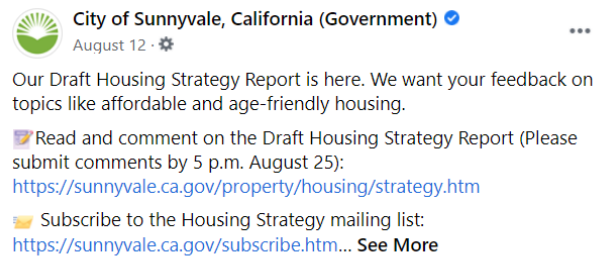 City of Sunnyvale, California (Government)
August 12 ·
Our Draft Housing Strategy Report is here. We want your feedback on
topics like affordable and age-friendly housing.
📝Read and comment on the Draft Housing Strategy Report (Please
submit comments by 5 p.m. August 25):
https://sunnyvale.ca.gov/property/housing/strategy.htm
📨 Subscribe to the Housing Strategy mailing list:
https://sunnyvale.ca.gov/subscribe.htm... See More